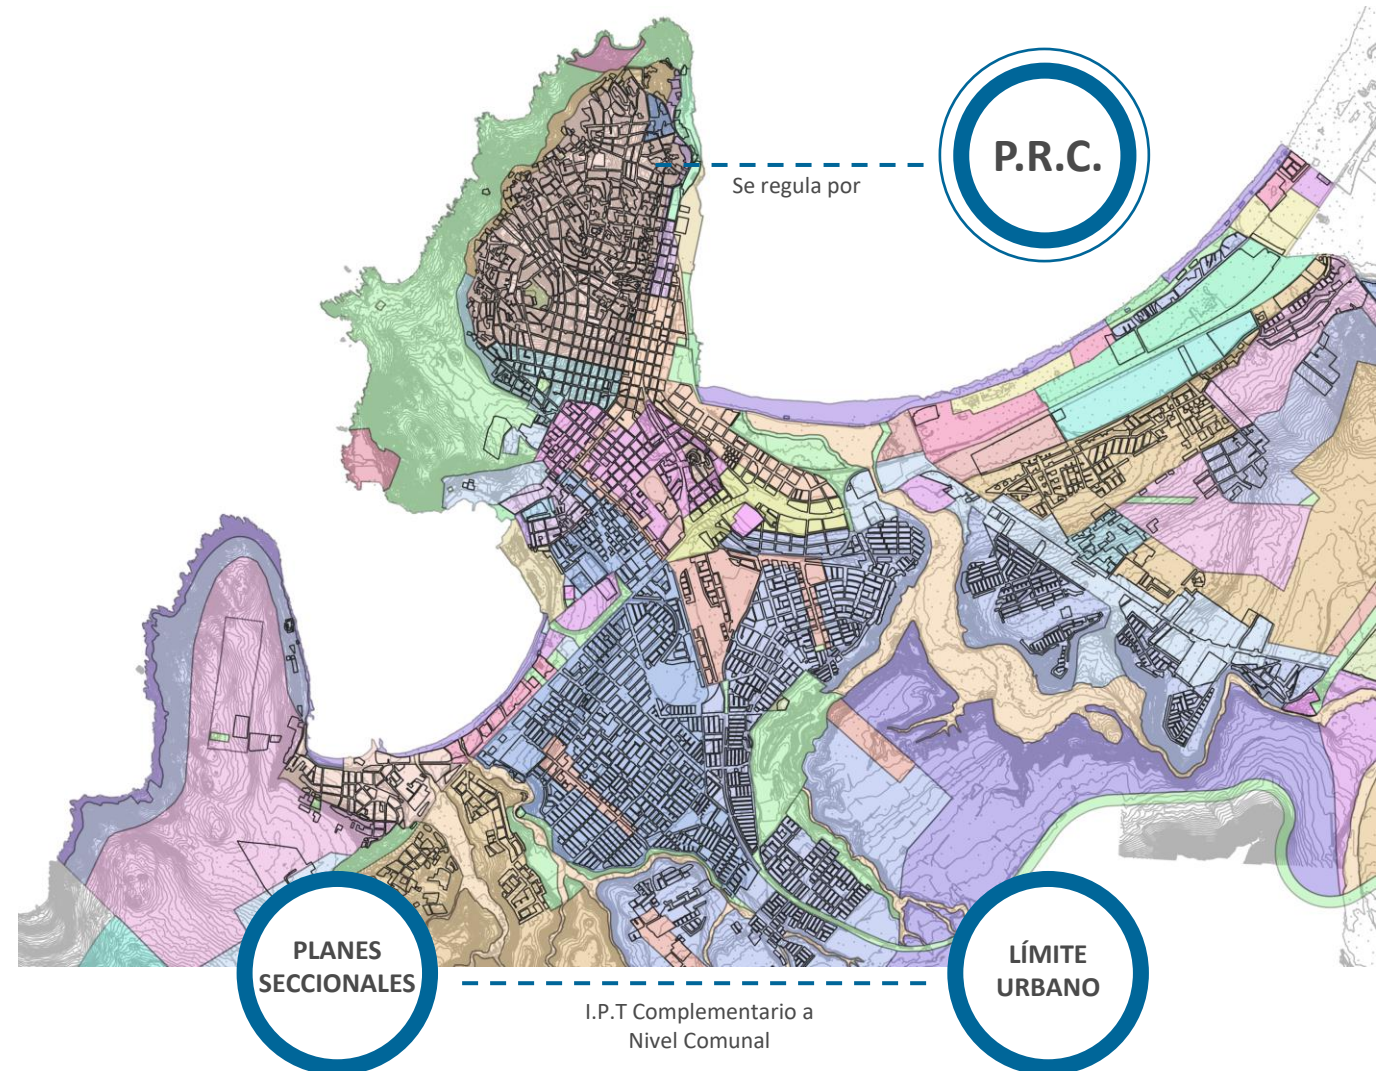 P.R.C.
Se regula por
PLANES
SECCIONALES
LÍMITE
URBANO
I.P.T Complementario a
Nivel Comunal